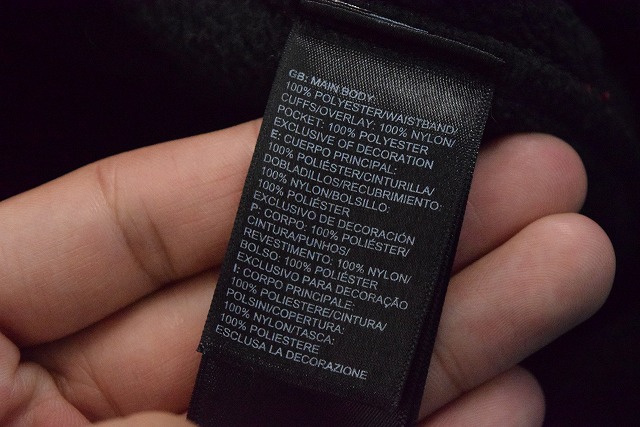 GB: MAIN BODY:
100% POLYESTER/WAISTBAND/
CUFFS/OVERLAY: 100% NYLON/
POCKET: 100% POLYESTER
EXCLUSIVE OF DECORATION
E: CUERPO PRINCIPAL:
100% POLIÉSTER/CINTURILLA/
DOBLADILLOS/RECUBRIMIENTO:
100% NYLON/BOLSILLO:
100% POLIÉSTER
EXCLUSIVO DE DECORACIÓN
P: CORPO: 100% POLIÉSTER/
CINTURA/PUNHOS/
REVESTIMENTO: 100% NYLON/
BOLSO: 100% POLIÉSTER
EXCLUSIVO PARA DECORAÇÃO
I: CORPO PRINCIPALE:
100% POLIESTERE/CINTURA/
POLSINI/COPERTURA:
100% NYLON/TASCA:
100% POLIESTERE
ESCLUSA LA DECORAZIONE